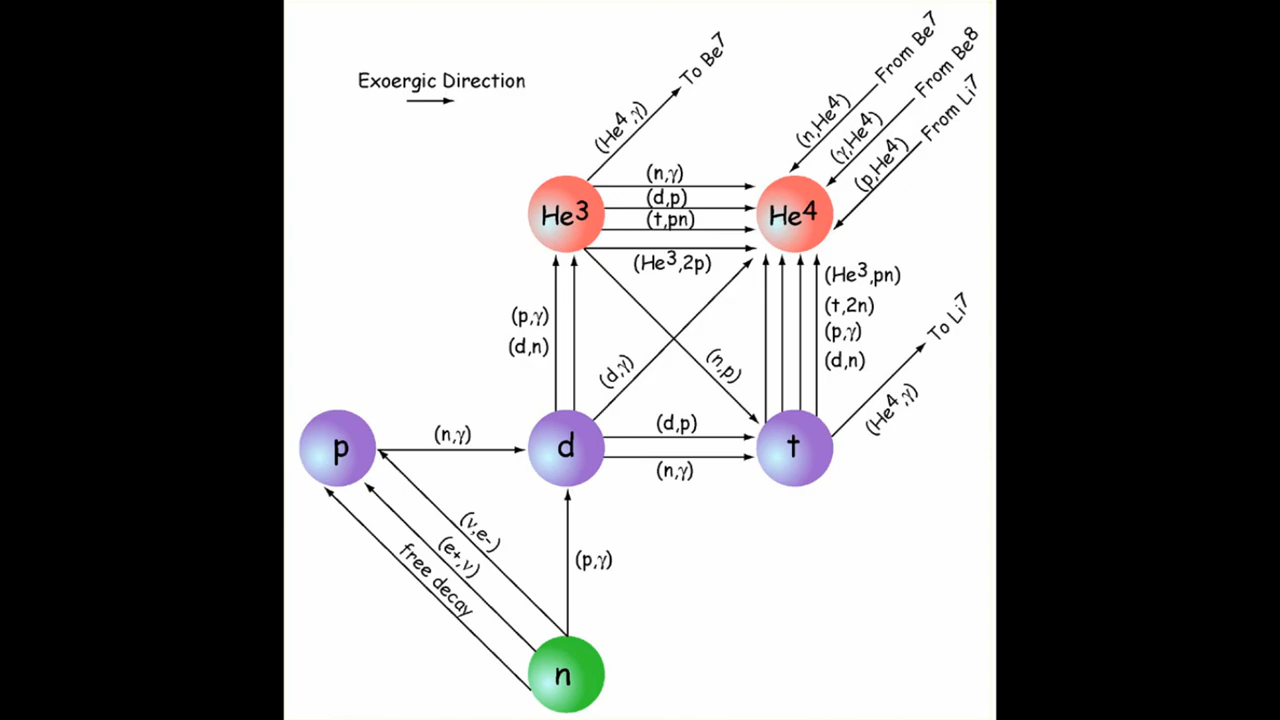 Exoergic Direction
To Be7
From Be7
From Be8
From Li7
(He4,γ)
(n,He4)
(γ,He4)
(p,He4)
He3
(n,γ)
(d,p)
(t,pn)
(He3,2p)
He4
(p,γ)
(d,n)
(d,γ)
(n,p)
(He3,pn)
(t,2n)
(p,γ)
(d,n)
To Li7
(He4,γ)
p
(n,γ)
d
(d,p)
(n,γ)
t
(ν,e-)
(e+,ν)
free decay
(p,γ)
n